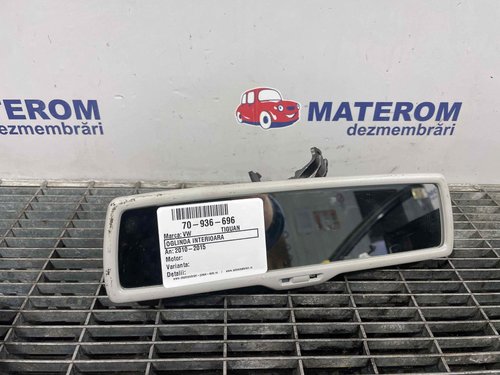 MATEROM
dezmembrări
MATEROM
dezmembrări
70-936-696
Marca: VW TIGUAN
OGLINDA INTERIOARA
An: 2010 - 2015
Motor:
Varianta:
Detalii: